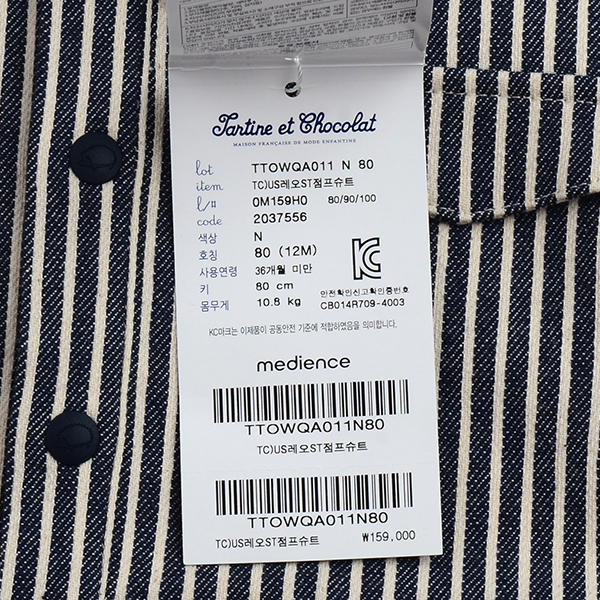 Tartine et Chocolat
MAISON FRANÇAISE DE MODE ENFANTINE
lot TTOWQA011 N 80
item TC)US레오ST점프슈트
l/# 0M159H0 80/90/100
code 2037556
색상 N
호칭 80 (12M)
사용연령 36개월 미만
키 80 cm
몸무게 10.8 kg
안전확인신고확인증번호
CB014R709-4003
KC마크는 이제품이 공통안전 기준에 적합하였음을 의미합니다.
medience
TTOWQA011N80
TC)US레오ST점프슈트
TTOWQA011N80
TC)US레오ST점프슈트 ₩159,000